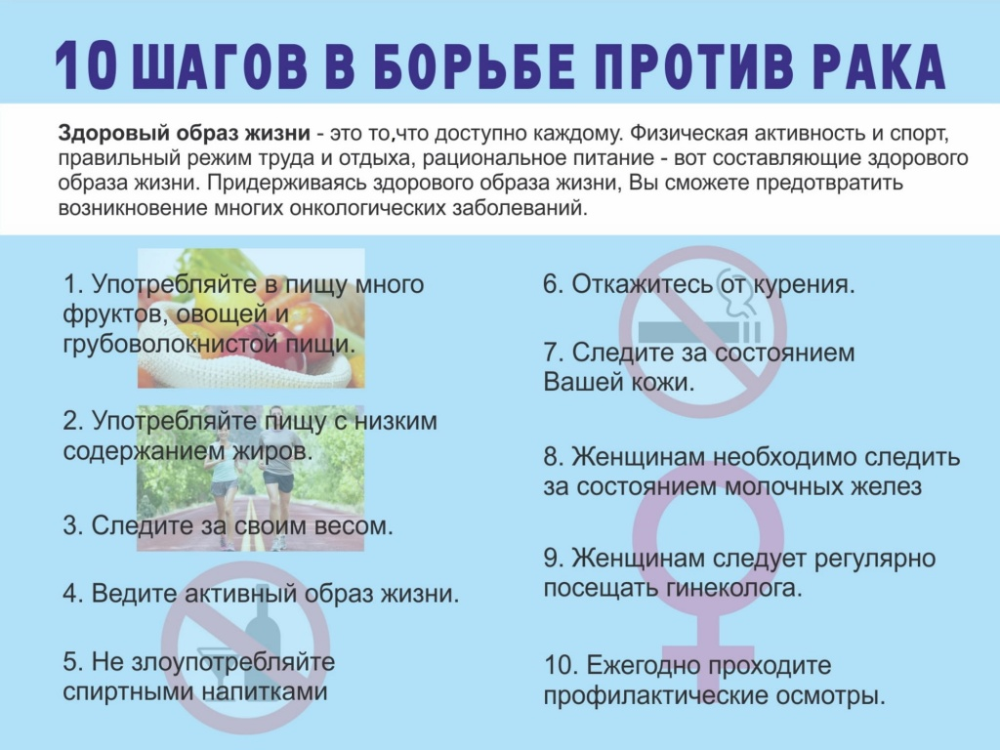 10 ШАГОВ В БОРЬБЕ ПРОТИВ РАКА
Здоровый образ жизни - это то,что доступно каждому. Физическая активность и спорт,
правильный режим труда и отдыха, рациональное питание - вот составляющие здорового
образа жизни. Придерживаясь здорового образа жизни, Вы сможете предотвратить
возникновение многих онкологических заболеваний.
1. Употребляйте в пищу много
фруктов, овощей и
грубоволокнистой пищи.
2. Употребляйте пищу с низким
содержанием жиров.
3. Следите за своим весом.
4. Ведите активный образ жизни.
5. Не злоупотребляйте
спиртными напитками
6. Откажитесь от курения.
7. Следите за состоянием
Вашей кожи.
8. Женщинам необходимо следить
за состоянием молочных желез
9. Женщинам следует регулярно
посещать гинеколога.
10. Ежегодно проходите
профилактические осмотры.